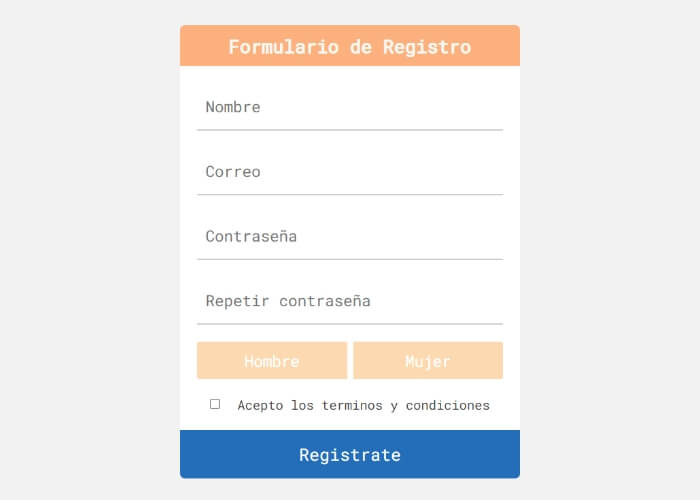 Formulario de Registro
Nombre
Correo
Contraseña
Repetir contraseña
Hombre
Mujer
Acepto los terminos y condiciones
Registrate